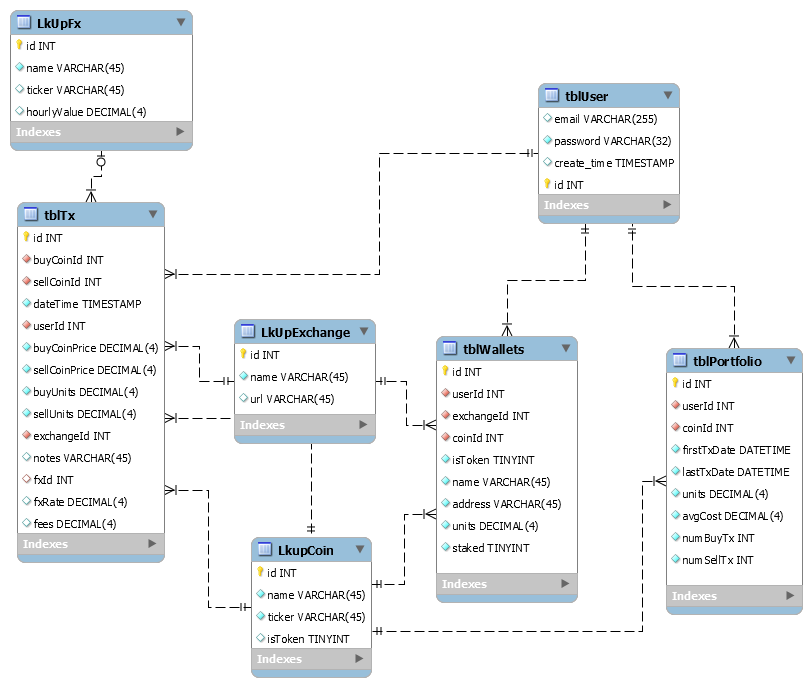 LkUpFx
id INT
name VARCHAR(45)
ticker VARCHAR(45)
hourlyValue DECIMAL(4)
Indexes
tblUser
email VARCHAR(255)
password VARCHAR(32)
create_time TIMESTAMP
id INT
Indexes
tblTx
id INT
buyCoinId INT
sellCoinId INT
dateTime TIMESTAMP
userId INT
buyCoinPrice DECIMAL(4)
sellCoinPrice DECIMAL(4)
buyUnits DECIMAL(4)
sellUnits DECIMAL(4)
exchangeId INT
notes VARCHAR(45)
fxId INT
fxRate DECIMAL(4)
fees DECIMAL(4)
Indexes
LkUpExchange
id INT
name VARCHAR(45)
url VARCHAR(45)
Indexes
tblWallets
id INT
userId INT
exchangeId INT
coinId INT
isToken TINYINT
name VARCHAR(45)
address VARCHAR(45)
units DECIMAL(4)
staked TINYINT
Indexes
tblPortfolio
id INT
userId INT
coinId INT
firstTxDate DATETIME
lastTxDate DATETIME
units DECIMAL(4)
avgCost DECIMAL(4)
numBuyTx INT
numSellTx INT
Indexes
LkupCoin
id INT
name VARCHAR(45)
ticker VARCHAR(45)
isToken TINYINT
Indexes